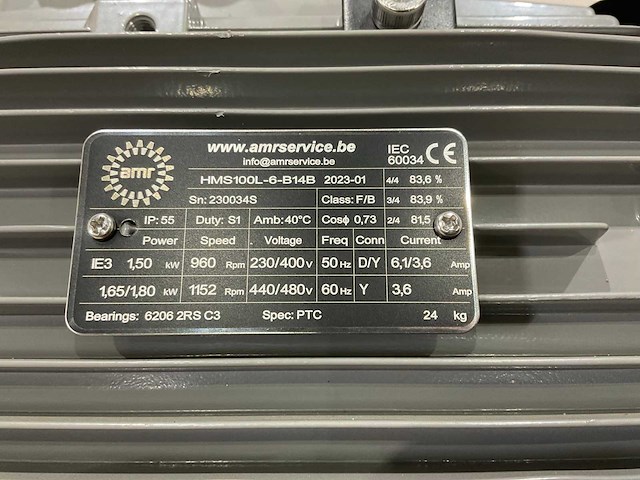 amr
www.amrservice.be
info@amrservice.be
IEC
60034 CE
HMS100L-6-B14B 2023-01 4/4 83,6 %
Sn: 230034S Class: F/B 3/4 83,9 %
IP: 55 Duty: S1 Amb: 40°C Cosɸ 0,73 2/4 81,5
Power Speed Voltage Freq Conn Current
IE3 1,50 kW 960 Rpm 230/400 V 50 Hz D/Y 6,1/3,6 Amp
1,65/1,80 kW 1152 Rpm 440/480 V 60 Hz Y 3,6 Amp
Bearings: 6206 2RS C3 Spec: PTC 24 kg